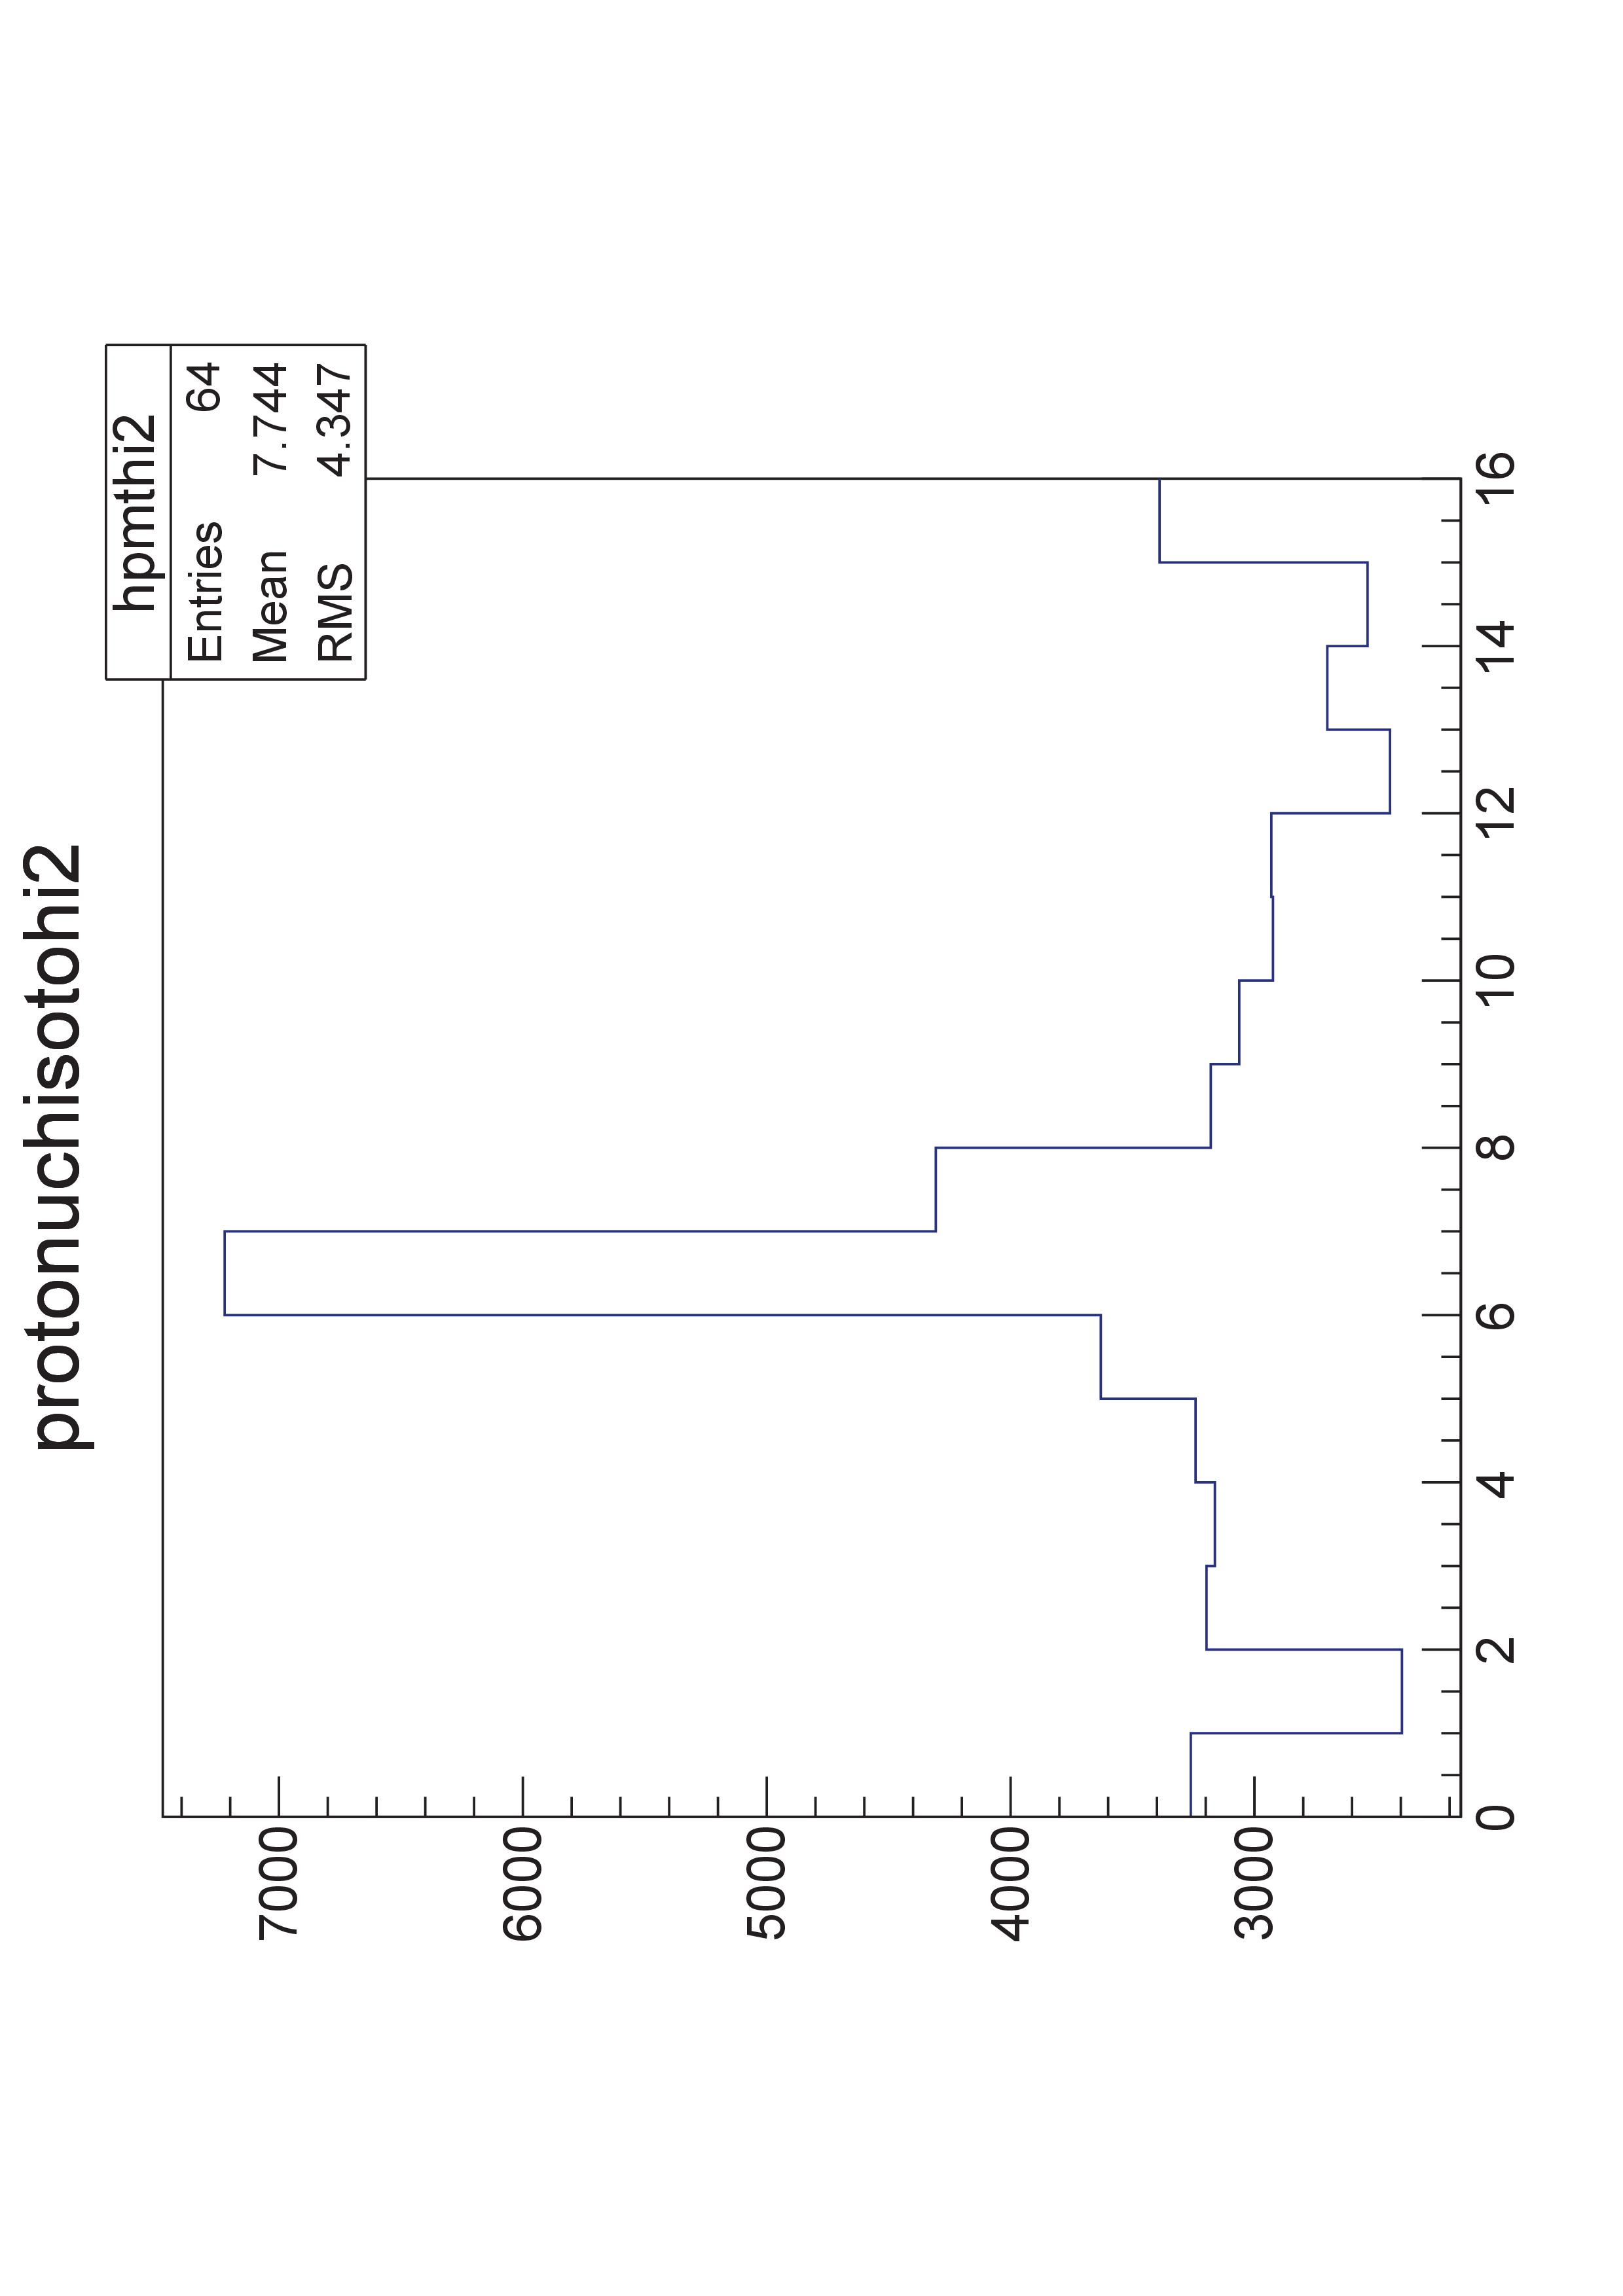 protonuchisotohi2
hpmthi2
Entries 64
Mean 7.744
RMS 4.347
7000
6000
5000
4000
3000
0 2 4 6 8 10 12 14 16